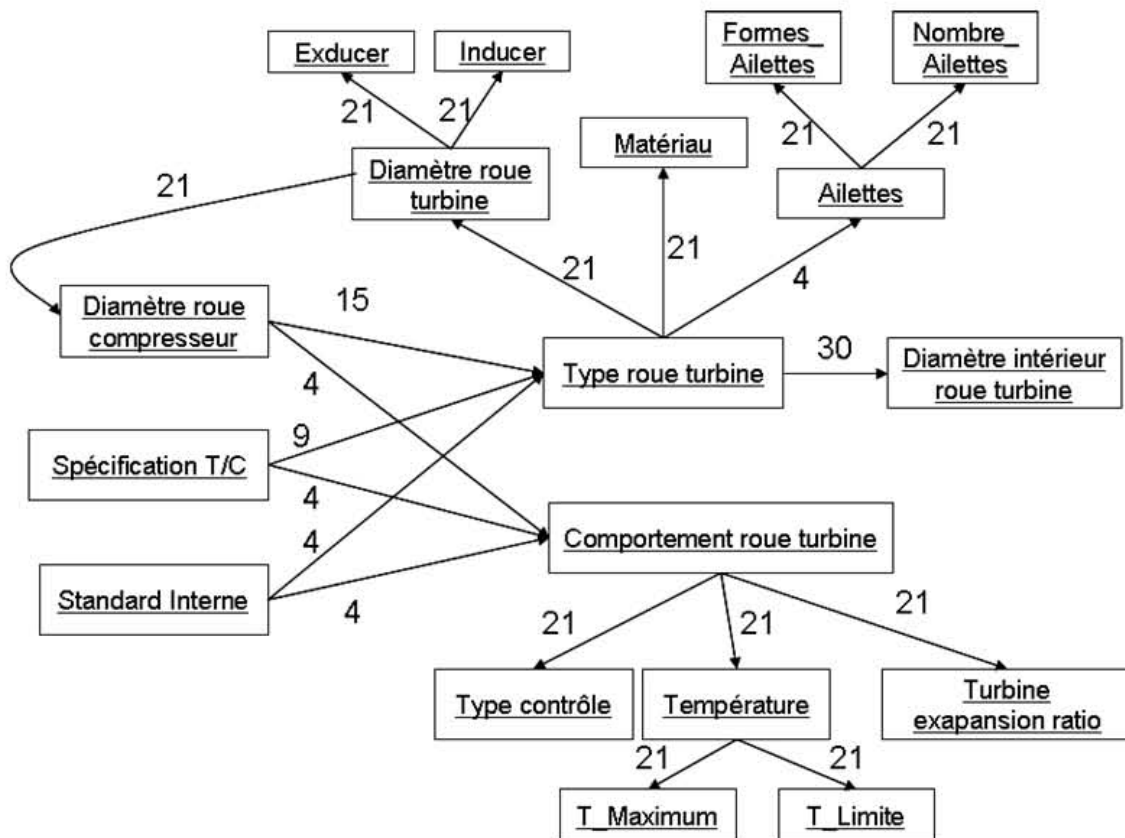 Formes_
Ailettes
Nombre_
Ailettes
Exducer
Inducer
21
21
21
21
Matériau
21
Diamètre roue
turbine
Ailettes
21
21
4
Diamètre roue
compresseur
15
4
Type roue turbine
30
Diamètre intérieur
roue turbine
9
Spécification T/C
4
4
Comportement roue turbine
Standard Interne
4
21
21
21
Type contrôle
Température
Turbine
exapansion ratio
21
21
T_Maximum
T_Limite